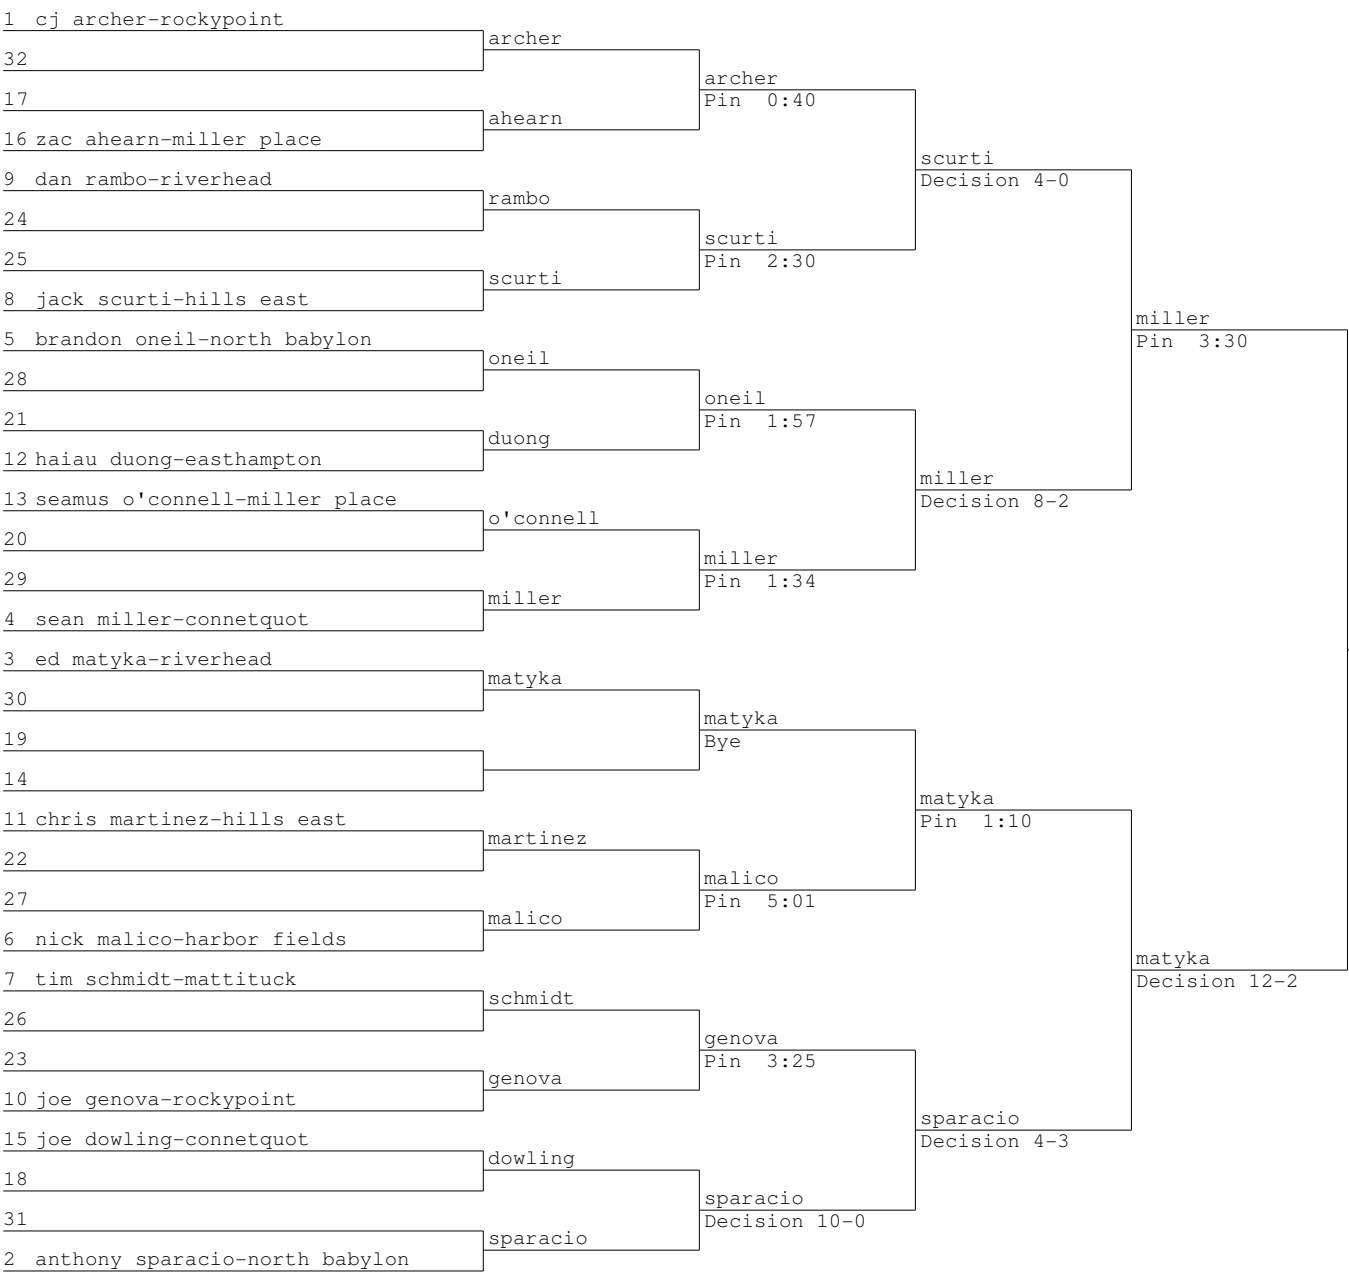 1 cj archer-rockypoint
32
17
16 zac ahearn-miller place
9 dan rambo-riverhead
24
25
8 jack scurti-hills east
5 brandon oneil-north babylon
28
21
12 haiau duong-easthampton
13 seamus o'connell-miller place
20
29
4 sean miller-connetquot
3 ed matyka-riverhead
30
19
14
11 chris martinez-hills east
22
27
6 nick malico-harbor fields
7 tim schmidt-mattituck
26
23
10 joe genova-rockypoint
15 joe dowling-connetquot
18
31
2 anthony sparacio-north babylon
archer
ahearn
rambo
scurti
oneil
duong
o'connell
miller
matyka
martinez
malico
schmidt
genova
dowling
sparacio
archer
Pin 0:40
scurti
Pin 2:30
oneil
Pin 1:57
miller
Pin 1:34
matyka
Bye
malico
Pin 5:01
genova
Pin 3:25
sparacio
Decision 10-0
scurti
Decision 4-0
miller
Decision 8-2
matyka
Pin 1:10
sparacio
Decision 4-3
miller
Pin 3:30
matyka
Decision 12-2